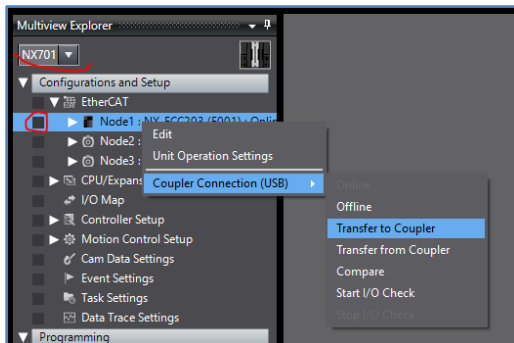 Multiview Explorer
NX701
Configurations and Setup
EtherCAT
Node1 : NX-ECC203 (E001) : Onlin
Edit
Node2 :
Unit Operation Settings
Node3 :
CPU/Expans
Coupler Connection (USB)
Online
I/O Map
Offline
Controller Setup
Transfer to Coupler
Motion Control Setup
Transfer from Coupler
Cam Data Settings
Compare
Event Settings
Start I/O Check
Task Settings
Stop I/O Check
Data Trace Settings
Programming